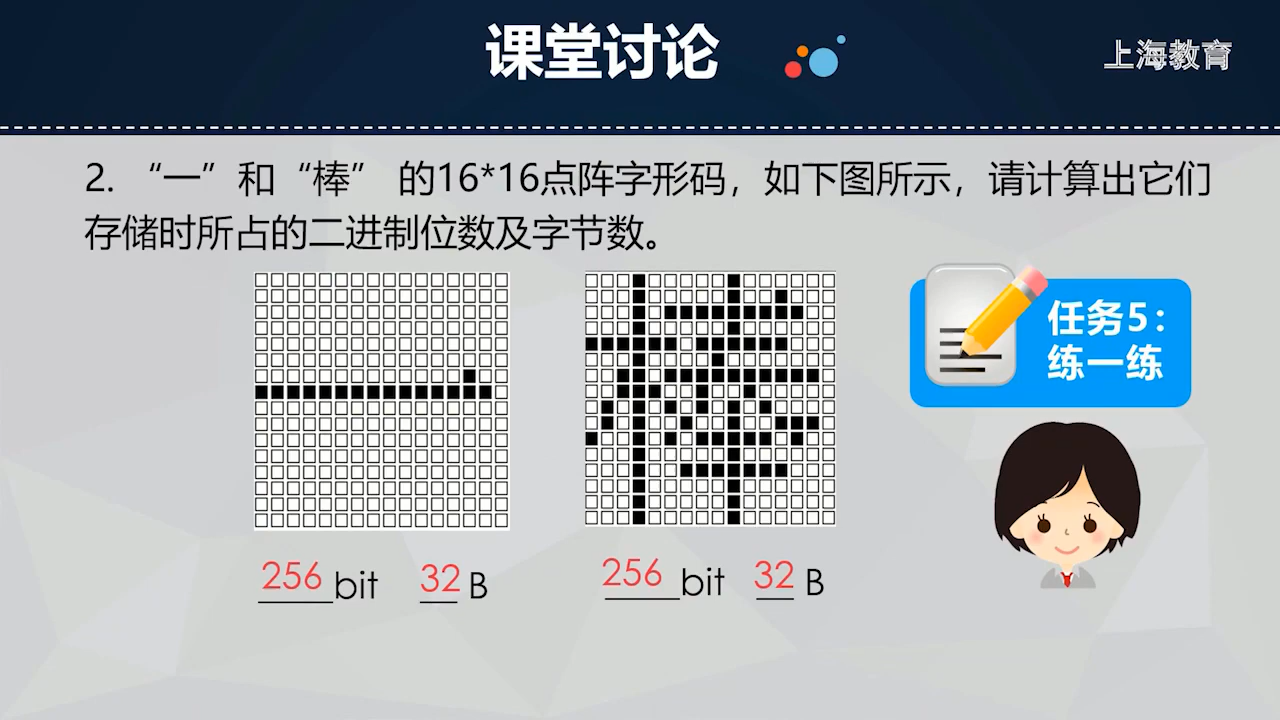 课堂讨论
上海教育
2. “一”和“棒” 的16*16点阵字形码，如下图所示，请计算出它们
存储时所占的二进制位数及字节数。
任务5：
练一练
256 bit 32 B
256 bit 32 B